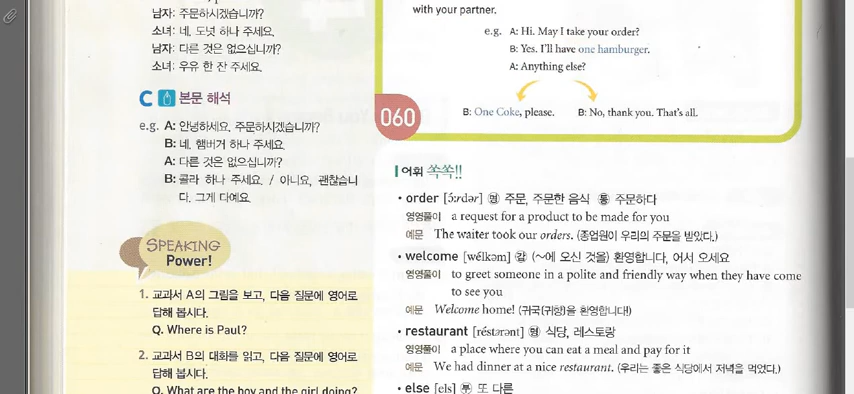 남자: 주문하시겠습니까?
소녀: 네, 도넛 하나 주세요.
남자: 다른 것은 없으십니까?
소녀: 우유 한 잔 주세요.
C 본문 해석
e.g. A: 안녕하세요. 주문하시겠습니까?
B: 네. 햄버거 하나 주세요.
A: 다른 것은 없으십니까?
B: 콜라 하나 주세요. / 아니요, 괜찮습니
다. 그게 다예요.
SPEAKING
Power!
1. 교과서 A의 그림을 보고, 다음 질문에 영어로
답해 봅시다.
Q. Where is Paul?
2. 교과서 B의 대화를 읽고, 다음 질문에 영어로
답해 봅시다.
Q. What are the boy and the girl doing?
with your partner.
e.g. A: Hi. May I take your order?
B: Yes. I'll have one hamburger.
A: Anything else?
B: One Coke, please. B: No, thank you. That's all.
060
어휘 쏙쏙!!
• order [ɔ́ːrdər] 명 주문, 주문한 음식 동 주문하다
영영풀이 a request for a product to be made for you
예문 The waiter took our orders. (종업원이 우리의 주문을 받았다.)
• welcome [wélkəm] 감 (~에 오신 것을) 환영합니다, 어서 오세요
영영풀이 to greet someone in a polite and friendly way when they have come
to see you
예문 Welcome home! (귀국(귀향)을 환영합니다!)
• restaurant [réstərənt] 명 식당, 레스토랑
영영풀이 a place where you can eat a meal and pay for it
예문 We had dinner at a nice restaurant. (우리는 좋은 식당에서 저녁을 먹었다.)
• else [els] 부 또 다른